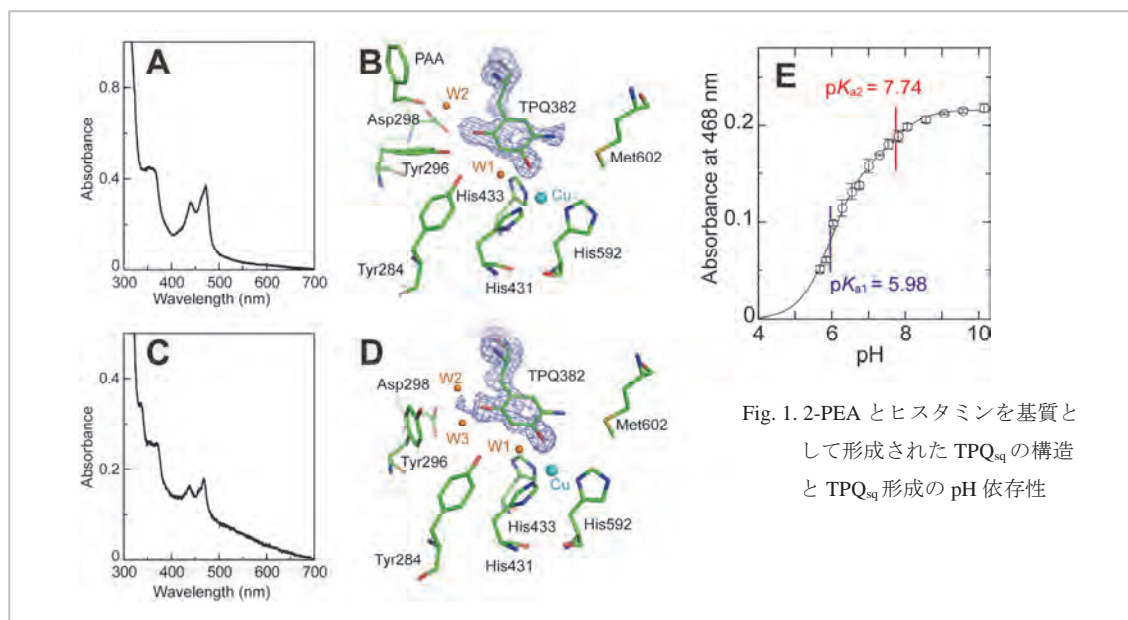 A
1
0.8
0.4
0
Absorbance
300 400 500 600 700
Wavelength (nm)
B
PAA
W2
TPQ382
Asp298
Tyr296
W1
Met602
His433
Cu
Tyr284
His592
His431
C
0.4
0.2
0
Absorbance
300 400 500 600 700
Wavelength (nm)
D
TPQ382
Asp298
W2
W3
Met602
Tyr296
W1
Cu
His433
His592
Tyr284
His431
E
pKa2 = 7.74
0.2
0.1
0
Absorbance at 468 nm
pKa1 = 5.98
4 6 8 10
pH
Fig. 1. 2-PEA とヒスタミンを基質と
して形成された TPQsq の構造
と TPQsq 形成の pH 依存性